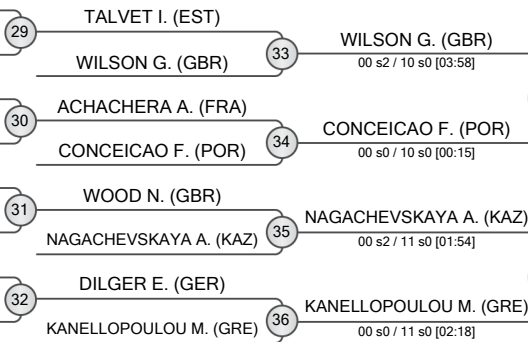 29
TALVET I. (EST)
WILSON G. (GBR)
33
WILSON G. (GBR)
00 s2 / 10 s0 [03:58]
30
ACHACHERA A. (FRA)
CONCEICAO F. (POR)
34
CONCEICAO F. (POR)
00 s0 / 10 s0 [00:15]
31
WOOD N. (GBR)
NAGACHEVSKAYA A. (KAZ)
35
NAGACHEVSKAYA A. (KAZ)
00 s2 / 11 s0 [01:54]
32
DILGER E. (GER)
KANELLOPOULOU M. (GRE)
36
KANELLOPOULOU M. (GRE)
00 s0 / 11 s0 [02:18]